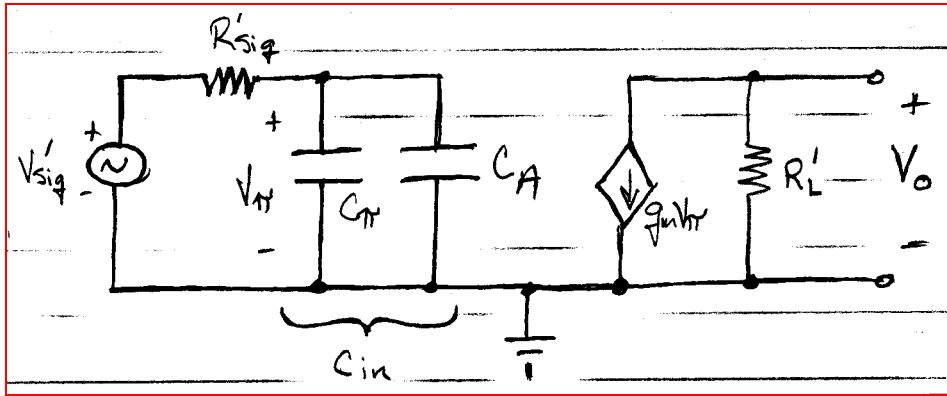 R'sig
+
+
+
V'sig
-
Vπ
Cπ
CA
gmVπ
R'L
Vo
-
-
Cin